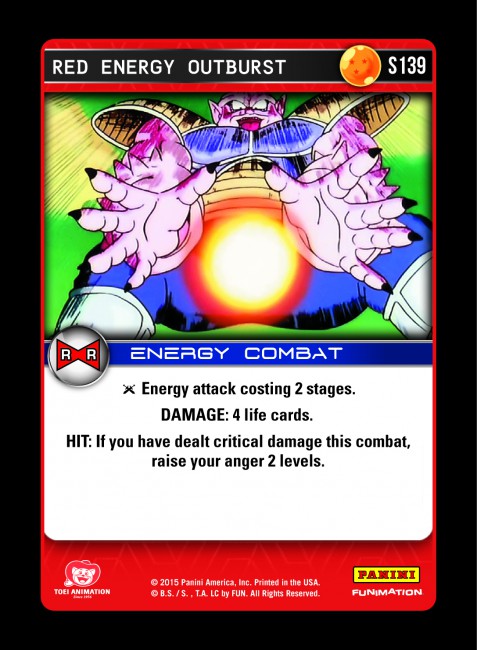 RED ENERGY OUTBURST
S139
R R
ENERGY COMBAT
Energy attack costing 2 stages.
DAMAGE: 4 life cards.
HIT: If you have dealt critical damage this combat,
raise your anger 2 levels.
TOEI ANIMATION
Since 1956
© 2015 Panini America, Inc. Printed in the USA.
© B.S. / S. , T.A. LC by FUN. All Rights Reserved.
PANINI
FUNIMATION